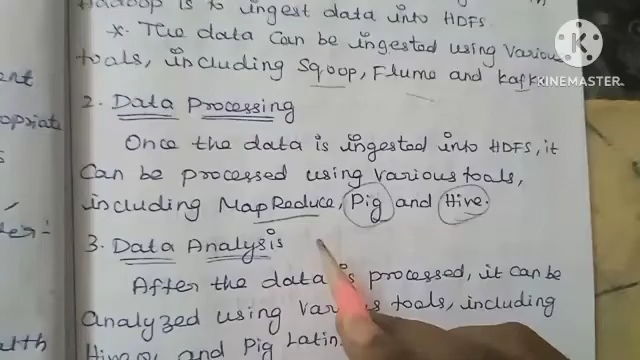 Hadoop is to ingest data into HDFS
* The data can be ingested using various
tools, including Sqoop, Flume and Kafka
KINEMASTER
2. Data Processing
Once the data is ingested into HDFS, it
can be processed using various tools,
including MapReduce, Pig and Hive.
3. Data Analysis
After the data is processed, it can be
analyzed using various tools, including
and Pig Latin